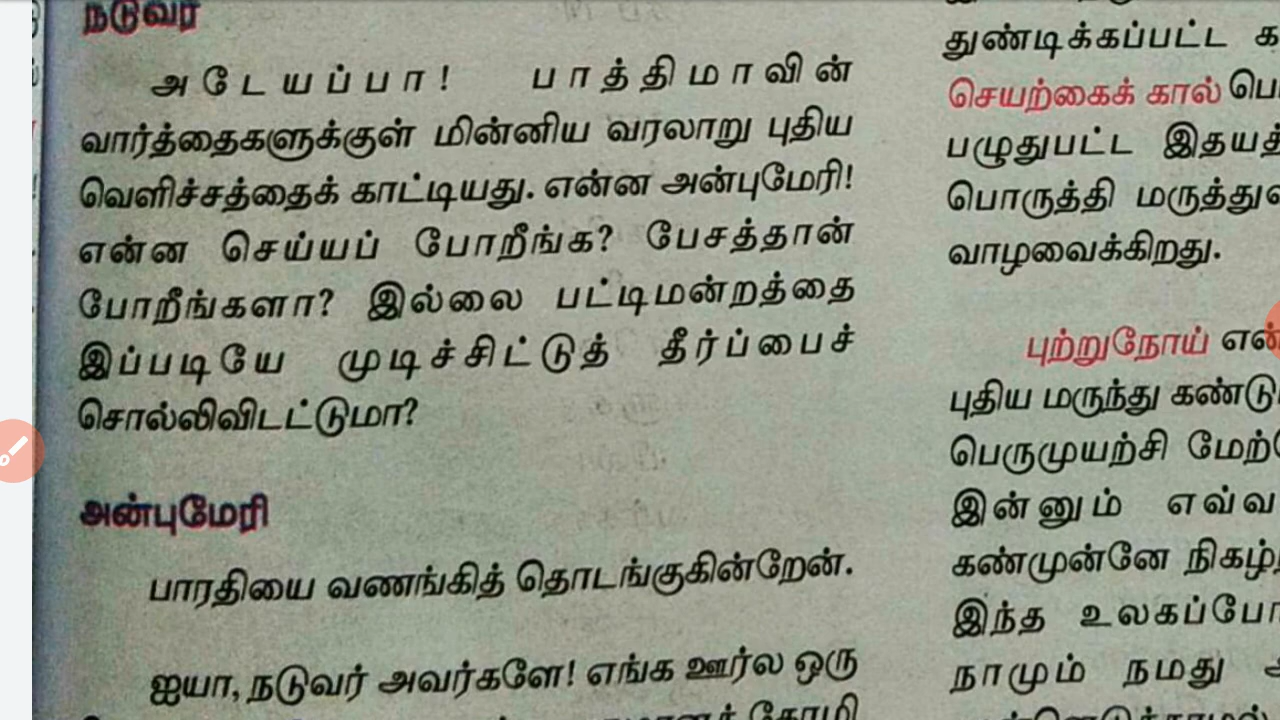 நடுவர்
அடேயப்பா! பாத்திமாவின்
வார்த்தைகளுக்குள் மின்னிய வரலாறு புதிய
வெளிச்சத்தைக் காட்டியது. என்ன அன்புமேரி!
என்ன செய்யப் போறீங்க? பேசத்தான்
போறீங்களா? இல்லை பட்டிமன்றத்தை
இப்படியே முடிச்சிட்டுத் தீர்ப்பைச்
சொல்லிவிடட்டுமா?
அன்புமேரி
பாரதியை வணங்கித் தொடங்குகின்றேன்.
ஐயா, நடுவர் அவர்களே! எங்க ஊர்ல ஒரு
துண்டிக்கப்பட்ட
செயற்கைக் கால்
பழுதுபட்ட
பொருத்தி
வாழவைக்கிறது.
புற்றுநோய்
புதிய மருந்து
பெருமுயற்சி
இன்னும்
கண்முன்னே
இந்த
நாமும் நமது